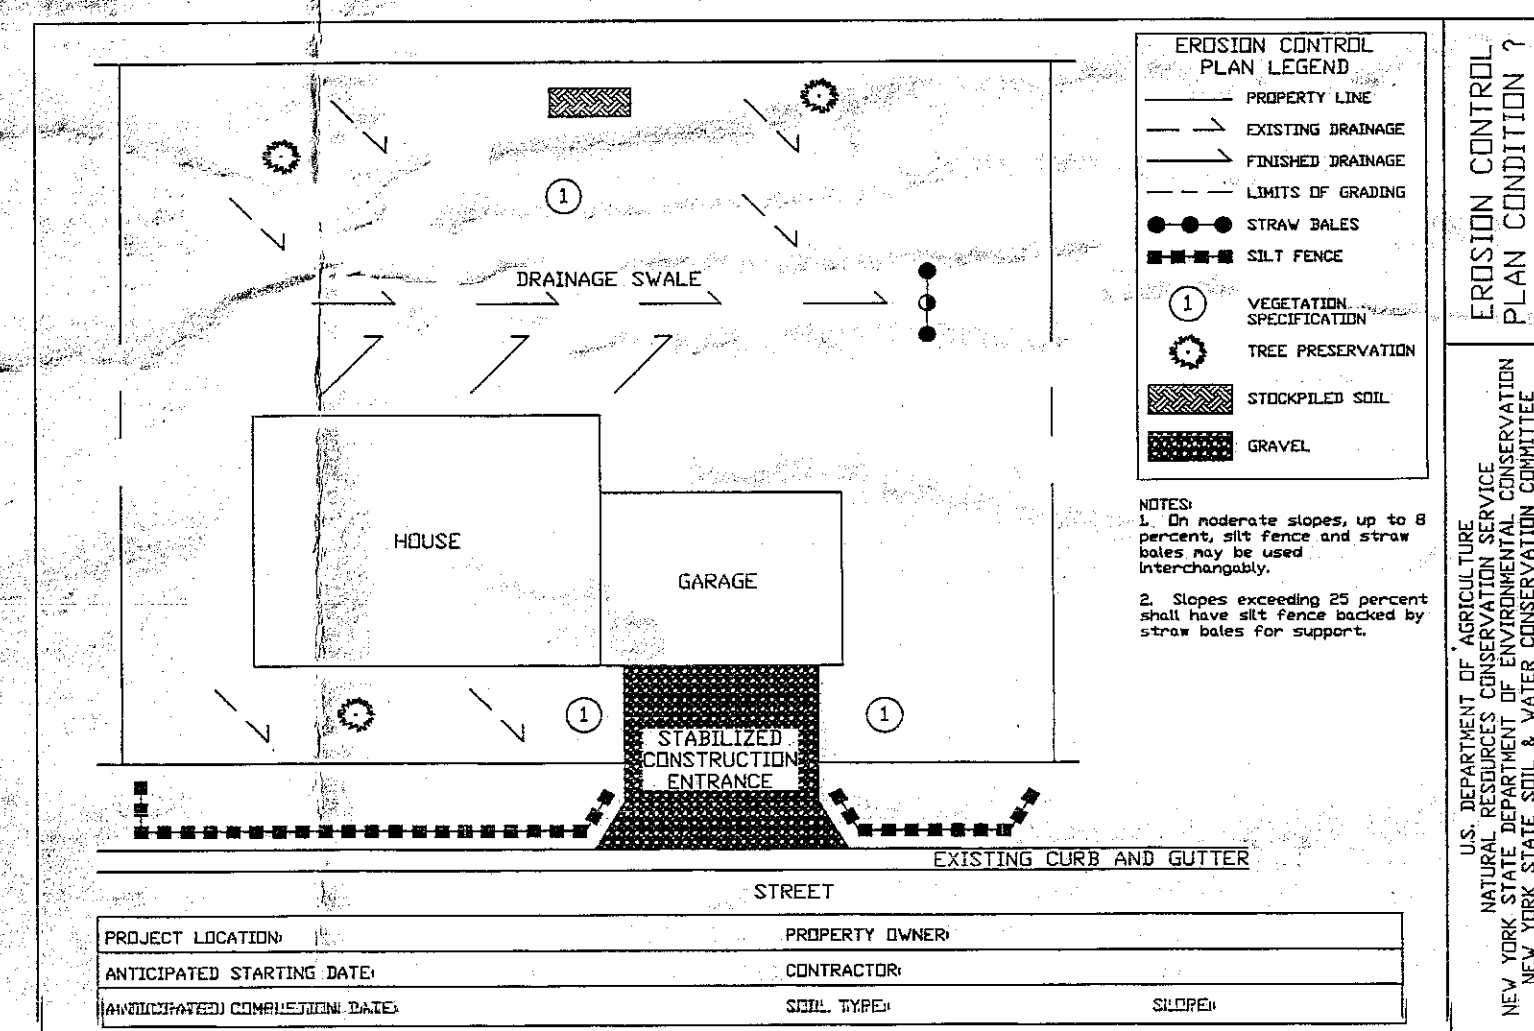 EROSION CONTROL
PLAN LEGEND
PROPERTY LINE
EXISTING DRAINAGE
FINISHED DRAINAGE
LIMITS OF GRADING
STRAW BALES
SILT FENCE
1
VEGETATION
SPECIFICATION
TREE PRESERVATION
STOCKPILED SOIL
GRAVEL
NOTES:
1. On moderate slopes, up to 8
percent, silt fence and straw
bales may be used
interchangably.
2. Slopes exceeding 25 percent
shall have silt fence backed by
straw bales for support.
1
DRAINAGE SWALE
HOUSE
GARAGE
1
1
STABILIZED
CONSTRUCTION
ENTRANCE
EXISTING CURB AND GUTTER
STREET
PROJECT LOCATION:
PROPERTY OWNER:
ANTICIPATED STARTING DATE:
CONTRACTOR:
ANTICIPATED COMPLETION DATE:
SOIL TYPE:
SLOPE:
EROSION CONTROL
PLAN CONDITION ?
U.S. DEPARTMENT OF AGRICULTURE
NATURAL RESOURCES CONSERVATION SERVICE
NEW YORK STATE DEPARTMENT OF ENVIRONMENTAL CONSERVATION
NEW YORK STATE SOIL & WATER CONSERVATION COMMITTEE